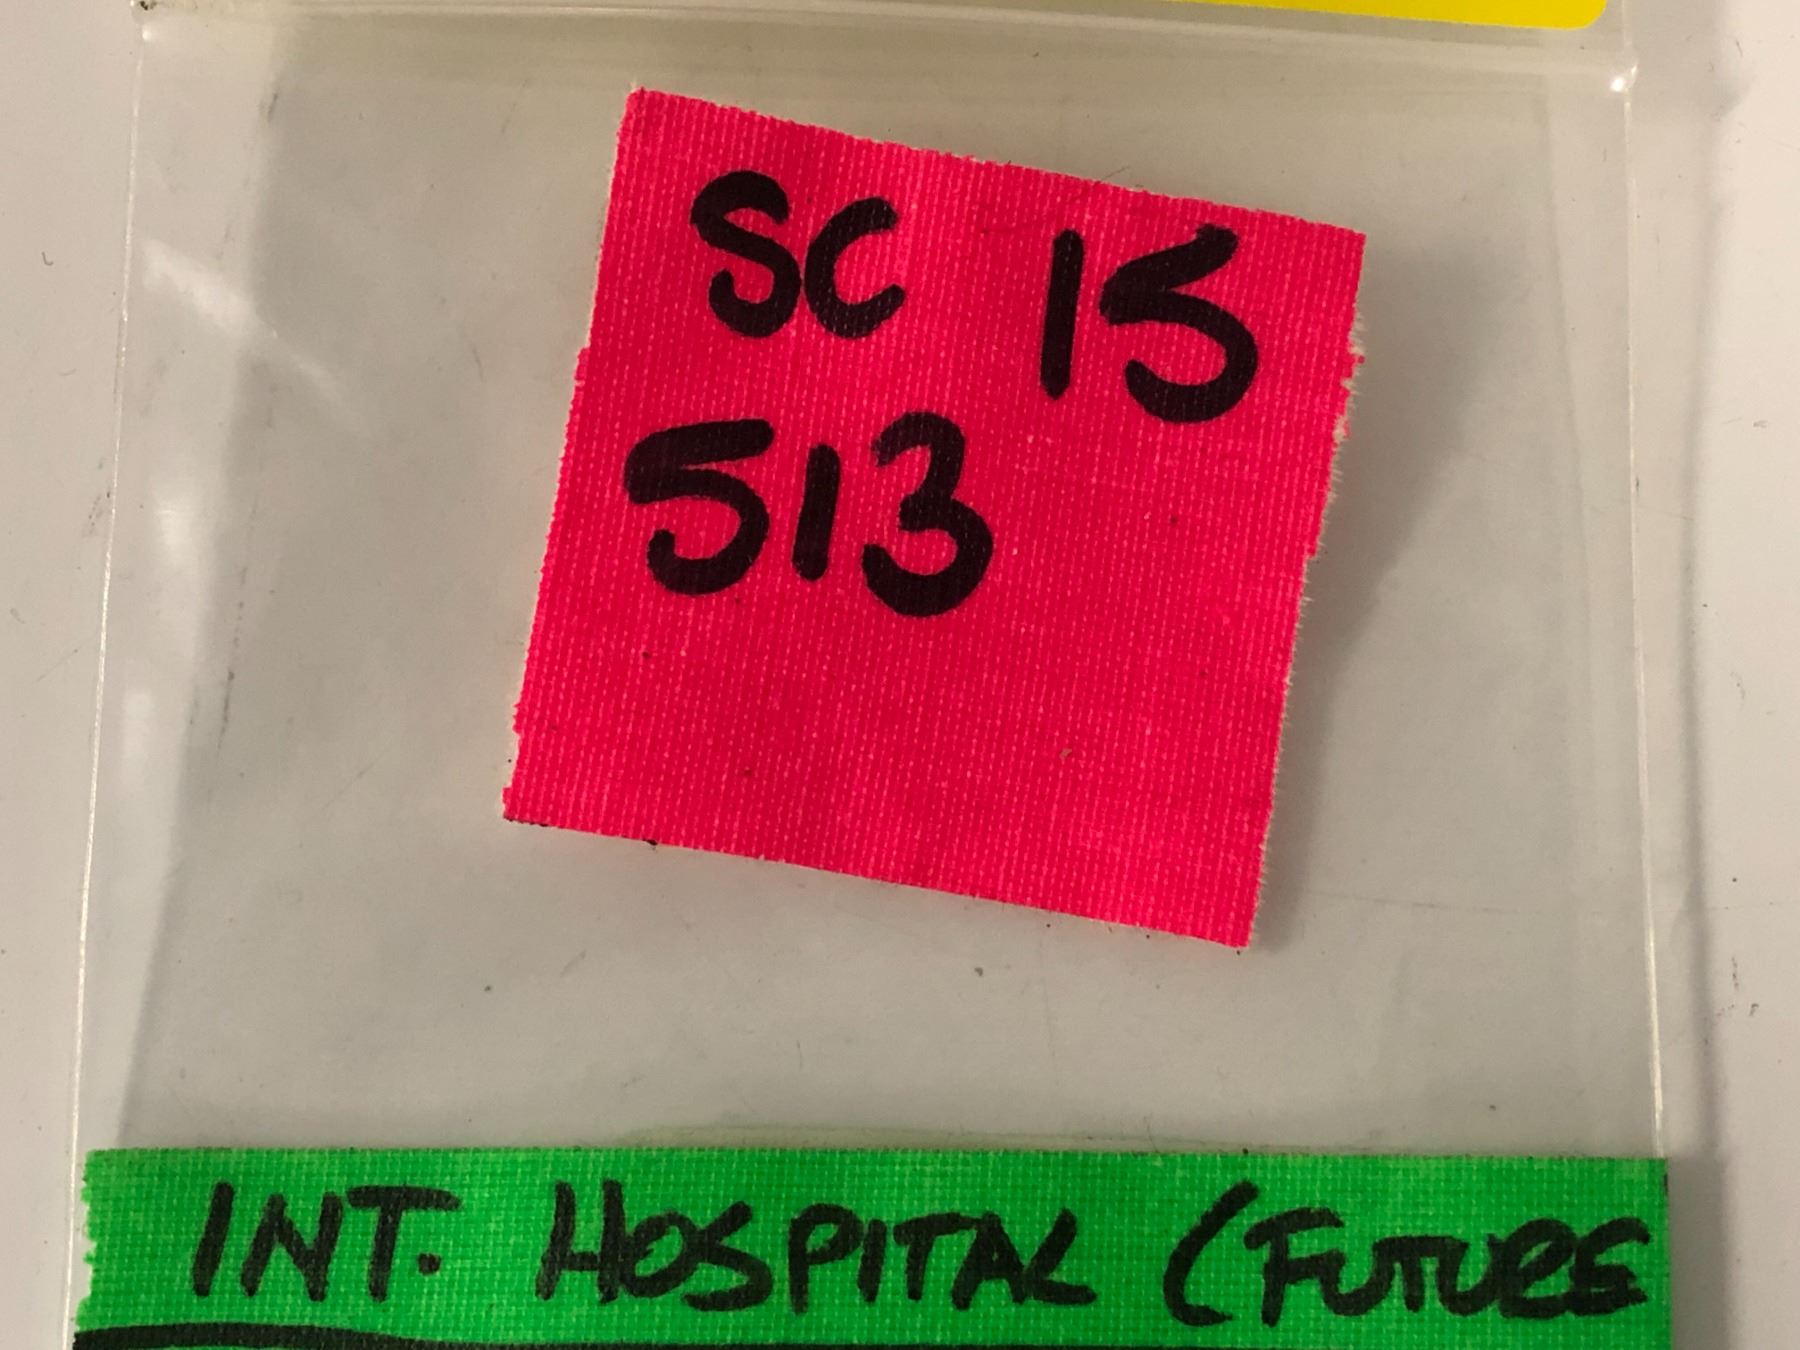 SC 15
513
INT. HOSPITAL (FUTURE